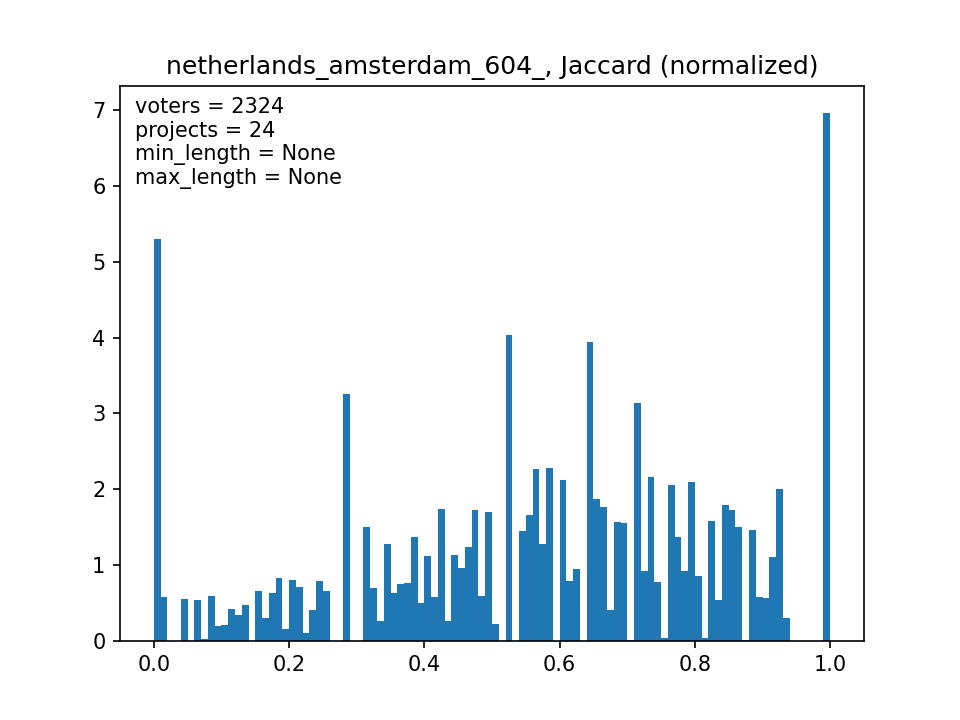 netherlands_amsterdam_604_, Jaccard (normalized)
voters = 2324
projects = 24
min_length = None
max_length = None
7
6
5
4
3
2
1
0
0.0 0.2 0.4 0.6 0.8 1.0